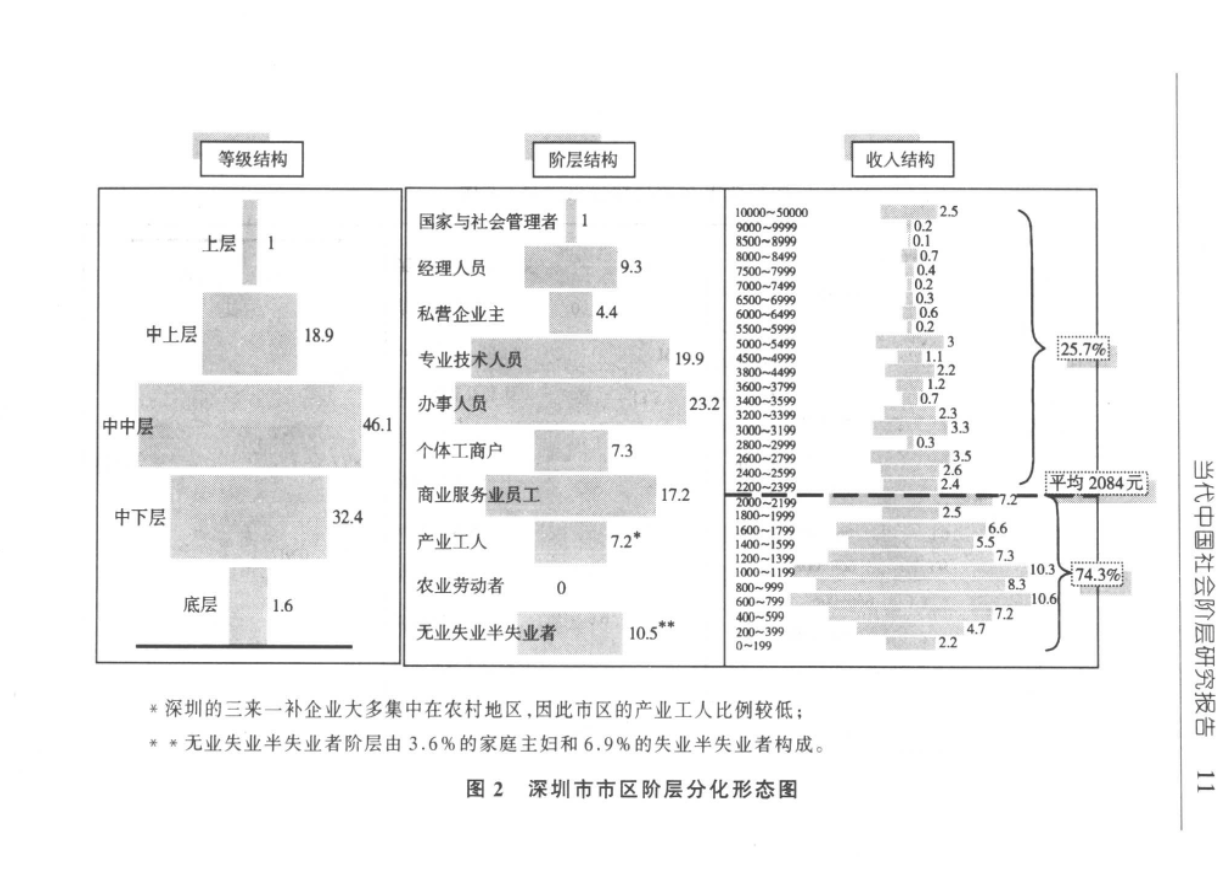 等级结构
上层 1
中上层 18.9
中中层 46.1
中下层 32.4
底层 1.6
阶层结构
国家与社会管理者 1
经理人员 9.3
私营企业主 4.4
专业技术人员 19.9
办事人员 23.2
个体工商户 7.3
商业服务业员工 17.2
产业工人 7.2*
农业劳动者 0
无业失业半失业者 10.5**
收入结构
10000~50000 2.5
9000~9999 0.2
8500~8999 0.1
8000~8499 0.7
7500~7999 0.4
7000~7499 0.2
6500~6999 0.3
6000~6499 0.6
5500~5999 0.2
5000~5499 3
4500~4999 1.1
3800~4499 2.2
3600~3799 1.2
3400~3599 0.7
3200~3399 2.3
3000~3199 3.3
2800~2999 0.3
2600~2799 3.5
2400~2599 2.6
2200~2399 2.4
2000~2199 7.2
1800~1999 2.5
1600~1799 6.6
1400~1599 5.5
1200~1399 7.3
1000~1199 10.3
800~999 8.3
600~799 10.6
400~599 7.2
200~399 4.7
0~199 2.2
25.7%
平均 2084 元
74.3%
* 深圳的三来一补企业大多集中在农村地区,因此市区的产业工人比例较低;
* * 无业失业半失业者阶层由 3.6%的家庭主妇和 6.9%的失业半失业者构成。
图 2 深圳市市区阶层分化形态图
当代中国社会阶层研究报告 11